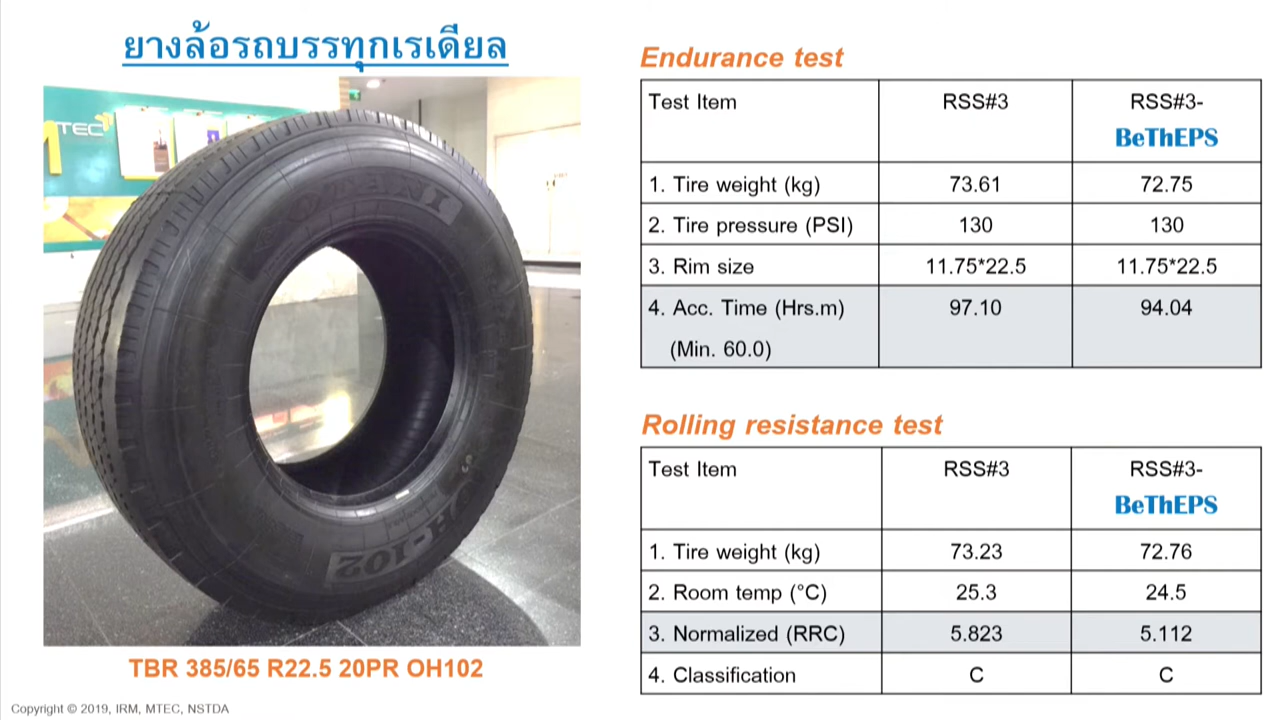 ยางล้อรถบรรทุกเรเดียล
TEC
OH-102
TBR 385/65 R22.5 20PR OH102
Endurance test
Test Item RSS#3 RSS#3-
BeThEPS
1. Tire weight (kg) 73.61 72.75
2. Tire pressure (PSI) 130 130
3. Rim size 11.75*22.5 11.75*22.5
4. Acc. Time (Hrs.m) 97.10 94.04
(Min. 60.0)
Rolling resistance test
Test Item RSS#3 RSS#3-
BeThEPS
1. Tire weight (kg) 73.23 72.76
2. Room temp (°C) 25.3 24.5
3. Normalized (RRC) 5.823 5.112
4. Classification C C
Copyright © 2019, IRM, MTEC, NSTDA